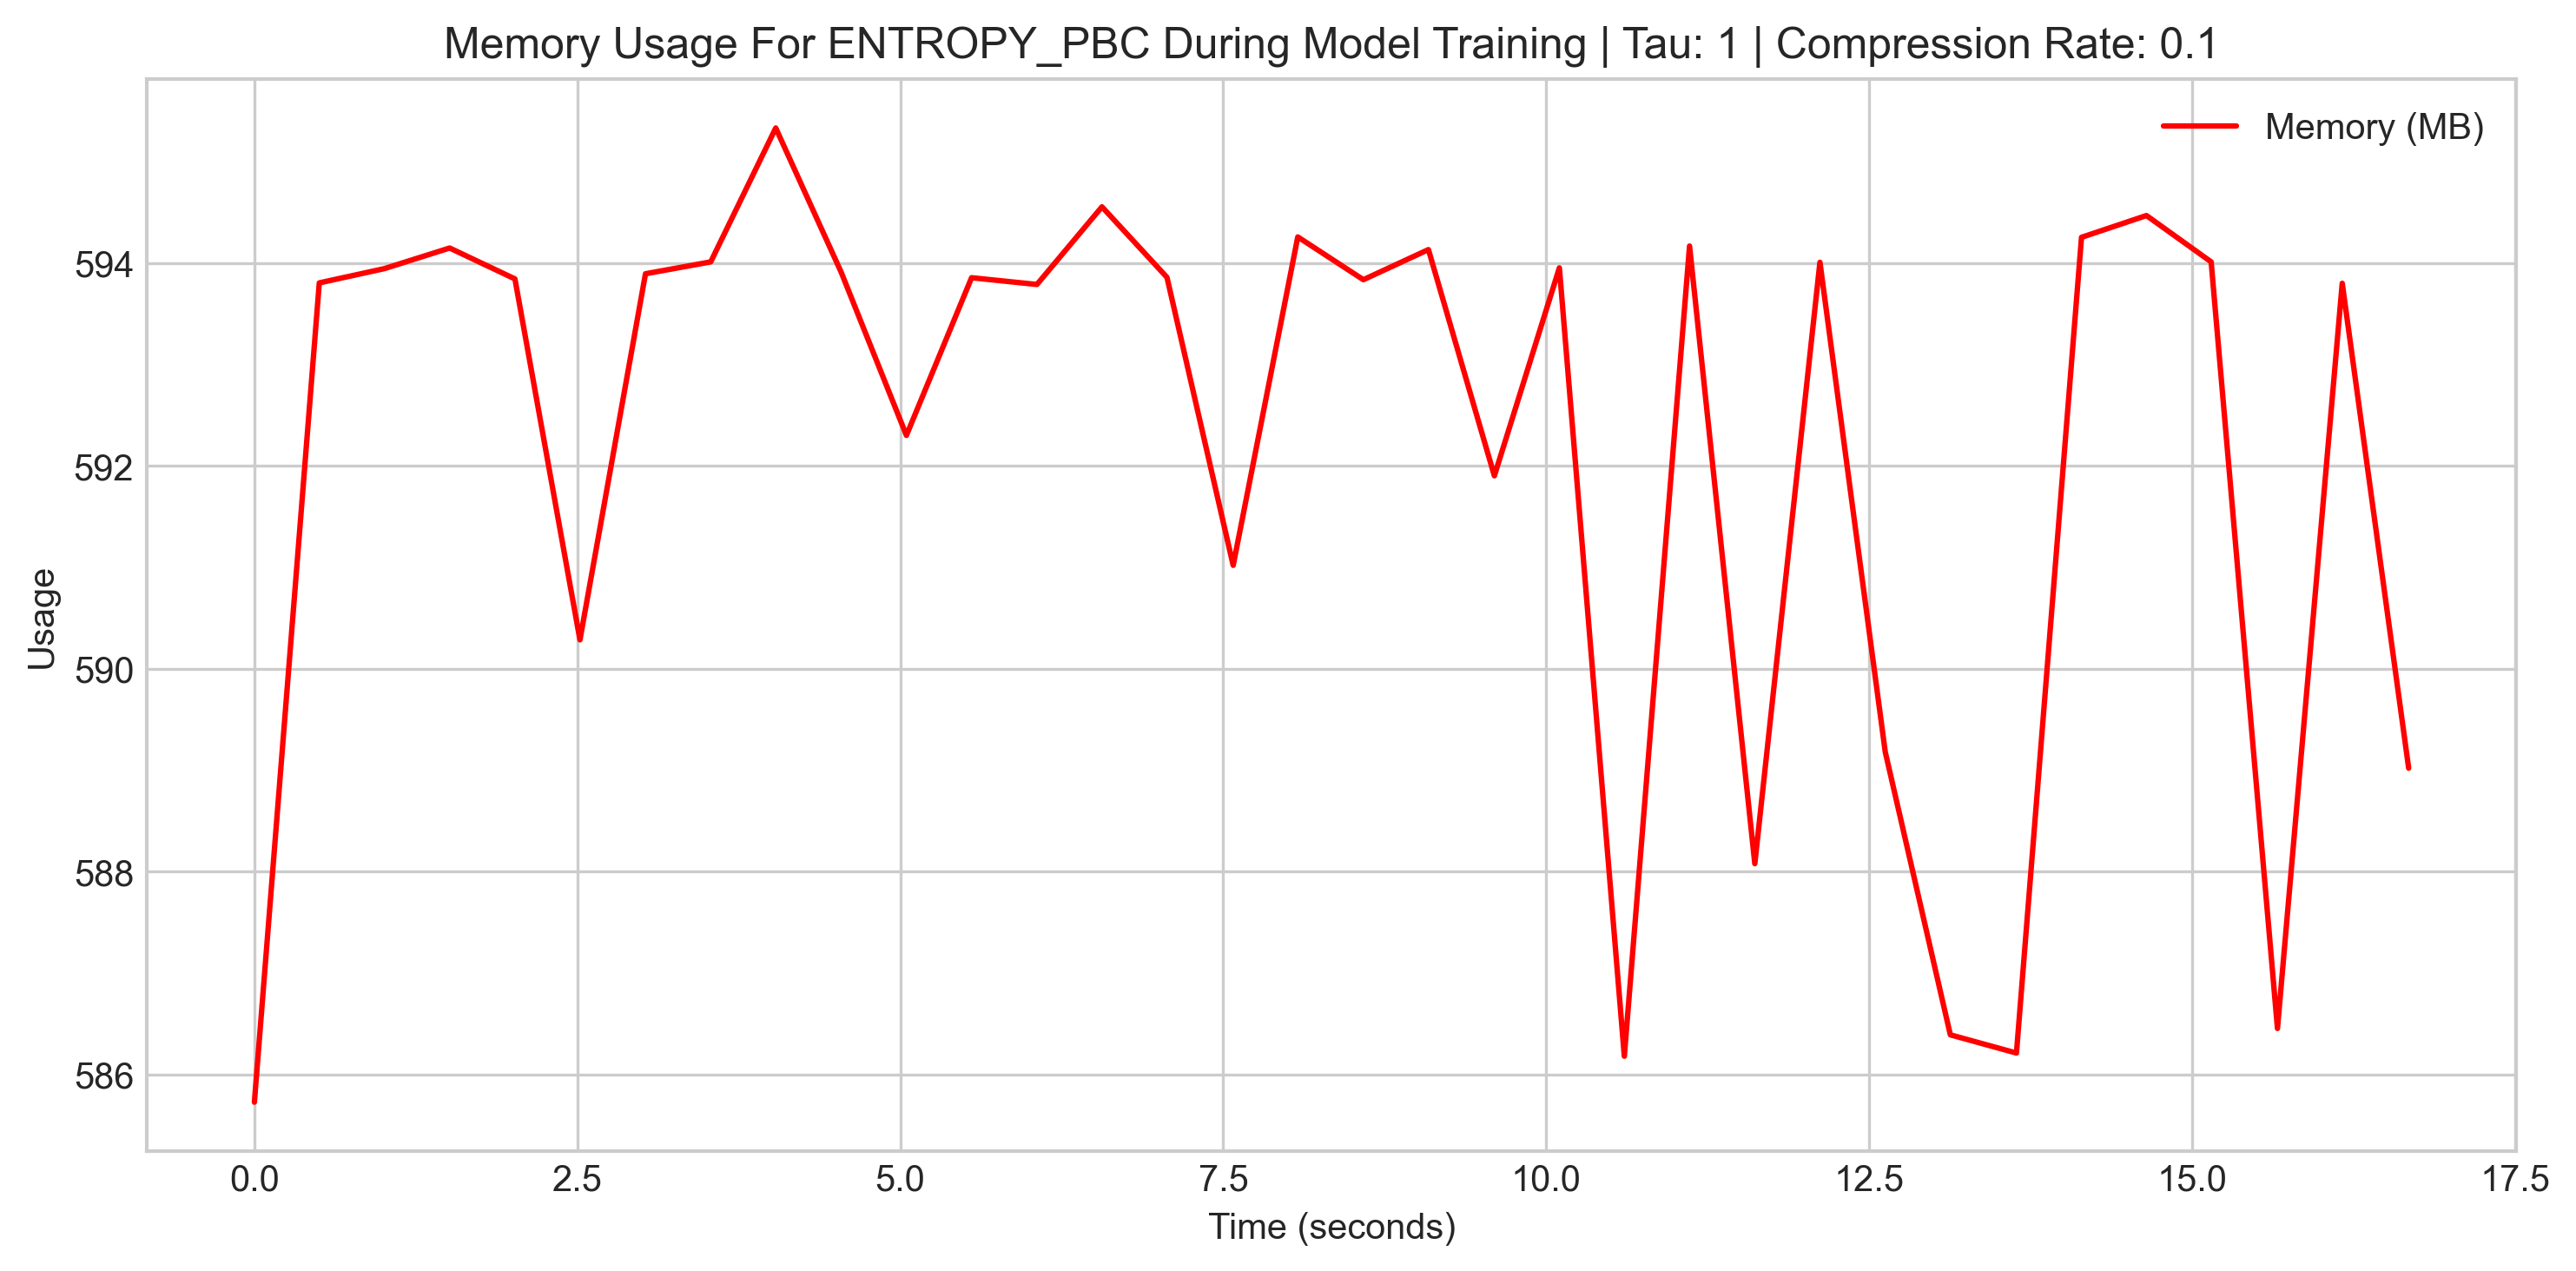 Memory Usage For ENTROPY_PBC During Model Training | Tau: 1 | Compression Rate: 0.1
Memory (MB)
594
592
590
588
586
Usage
0.0 2.5 5.0 7.5 10.0 12.5 15.0 17.5
Time (seconds)